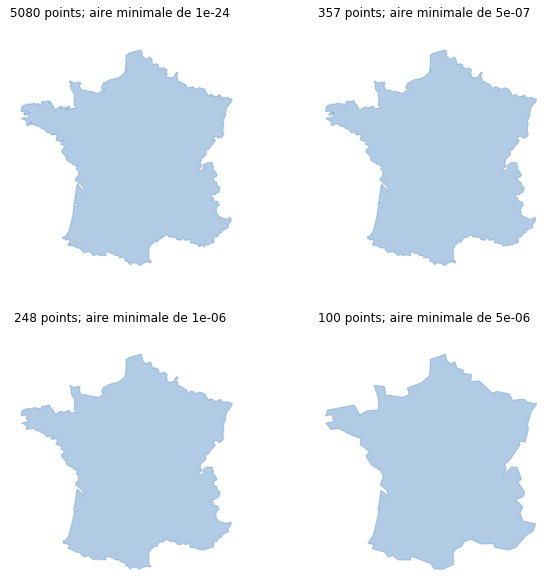 5080 points; aire minimale de 1e-24
357 points; aire minimale de 5e-07
248 points; aire minimale de 1e-06
100 points; aire minimale de 5e-06